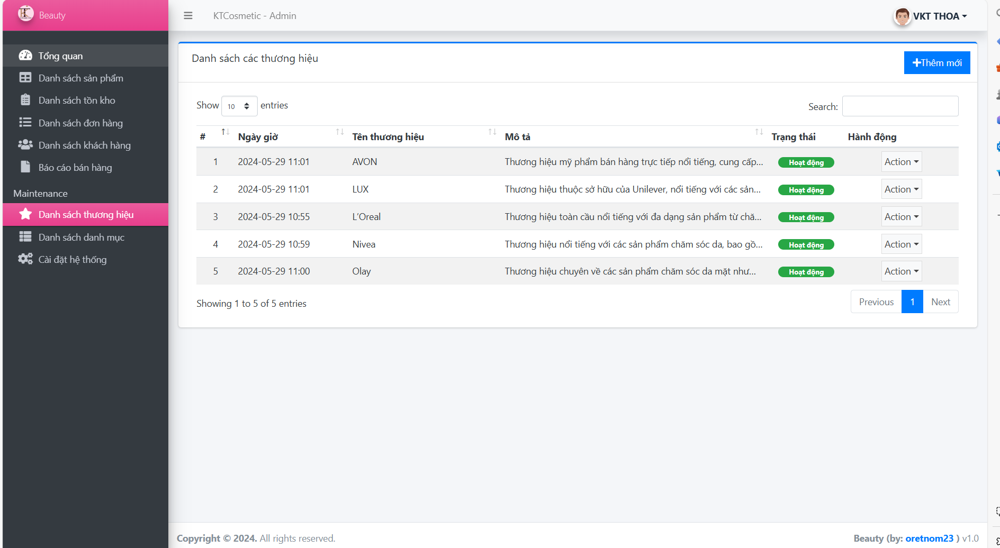 Beauty
KTCosmetic - Admin
VKT THOA
Tổng quan
Danh sách sản phẩm
Danh sách tồn kho
Danh sách đơn hàng
Danh sách khách hàng
Báo cáo bán hàng
Maintenance
Danh sách thương hiệu
Danh sách danh mục
Cài đặt hệ thống
Danh sách các thương hiệu
Thêm mới
Show 10 entries
Search:
# Ngày giờ Tên thương hiệu Mô tả Trạng thái Hành động
1 2024-05-29 11:01 AVON Thương hiệu mỹ phẩm bán hàng trực tiếp nổi tiếng, cung cấp... Hoạt động Action
2 2024-05-29 11:01 LUX Thương hiệu thuộc sở hữu của Unilever, nổi tiếng với các sản... Hoạt động Action
3 2024-05-29 10:55 L’Oreal Thương hiệu toàn cầu nổi tiếng với đa dạng sản phẩm từ chă... Hoạt động Action
4 2024-05-29 10:59 Nivea Thương hiệu nổi tiếng với các sản phẩm chăm sóc da, bao gồ... Hoạt động Action
5 2024-05-29 11:00 Olay Thương hiệu chuyên về các sản phẩm chăm sóc da mặt như... Hoạt động Action
Showing 1 to 5 of 5 entries
Previous 1 Next
Copyright © 2024. All rights reserved.
Beauty (by: oretnom23 ) v1.0